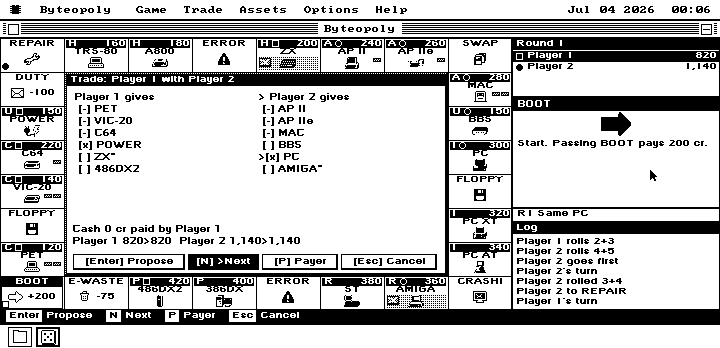 Byteopoly Game Trade Assets Options Help Jul 04 2026 00:06
Byteopoly
REPAIR
H 160
TRS-80
H 180
A800
ERROR
H 200
ZX
A 240
AP II
A 260
AP IIe
SWAP
DUTY
-100
U 150
POWER
C 220
C64
C 140
VIC-20
FLOPPY
C 120
PET
BOOT
+200
A 280
MAC
U 150
BBS
I 300
PC
FLOPPY
I 320
PC XT
I 340
PC AT
CRASH!
E-WASTE
-75
P 420
486DX2
P 400
386DX
ERROR
R 380
ST
R 360
AMIGA
Trade: Player 1 with Player 2
Player 1 gives
[-] PET
[-] VIC-20
[-] C64
[x] POWER
[ ] ZX~
[ ] 486DX2
> Player 2 gives
[-] AP II
[-] AP IIe
[-] MAC
[ ] BBS
>[x] PC
[ ] AMIGA~
Cash 0 cr paid by Player 1
Player 1 820>820 Player 2 1,140>1,140
[Enter] Propose
[N] >Next
[P] Payer
[Esc] Cancel
Round 1
Player 1 820
Player 2 1,140
BOOT
Start. Passing BOOT pays 200 cr.
R1 Same PC
Log
Player 1 rolls 2+3
Player 2 rolls 4+5
Player 2 goes first
Player 2's turn
Player 2 rolled 3+4
Player 2 to REPAIR
Player 1's turn
Enter Propose N Next P Payer Esc Cancel